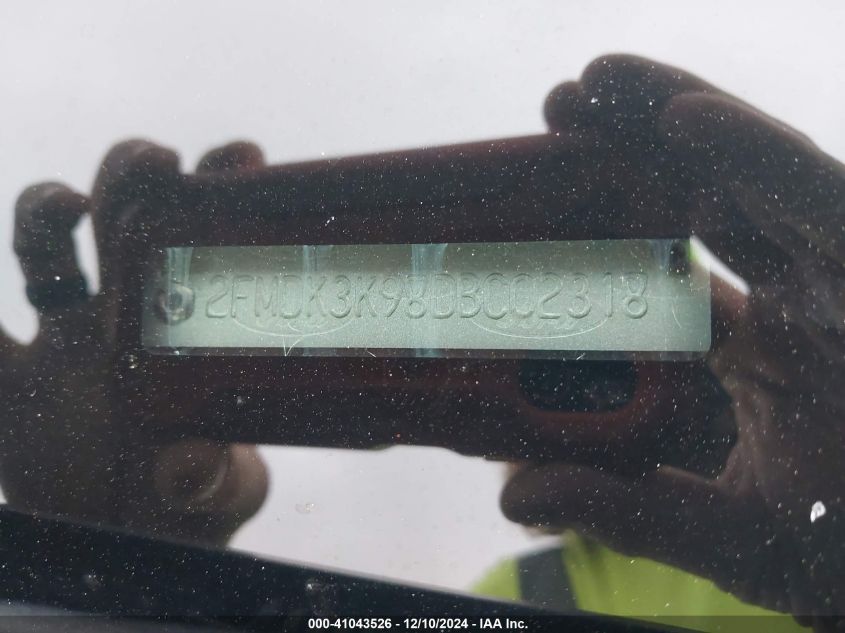 2FMDK3K98DBC02318
000-41043526 - 12/10/2024 - IAA Inc.